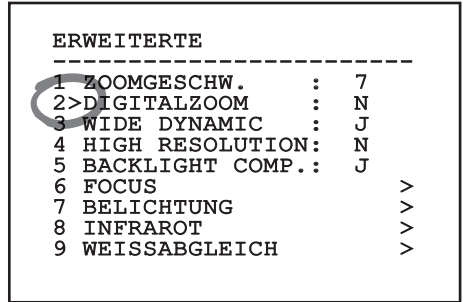 ERWEITERTE
------------------------
1 ZOOMGESCHW.    :  7
2>DIGITALZOOM    :  N
3 WIDE DYNAMIC   :  J
4 HIGH RESOLUTION:  N
5 BACKLIGHT COMP.:  J
6 FOCUS                >
7 BELICHTUNG           >
8 INFRAROT             >
9 WEISSABGLEICH        >